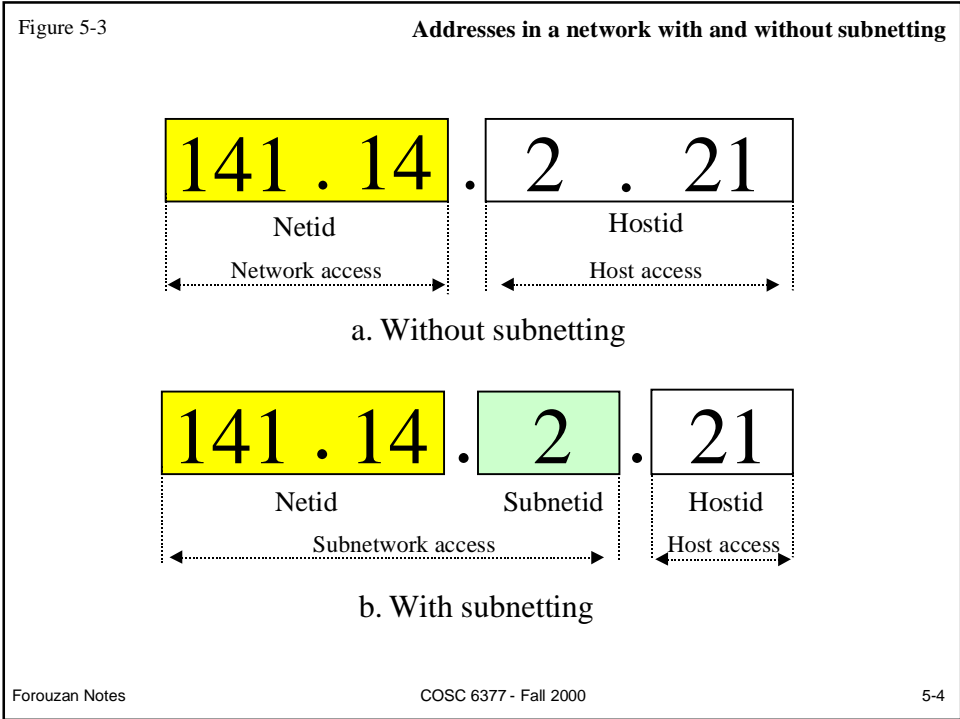 Figure 5-3 Addresses in a network with and without subnetting
141 . 14 . 2 . 21
Netid Hostid
Network access Host access
a. Without subnetting
141 . 14 . 2 . 21
Netid Subnetid Hostid
Subnetwork access Host access
b. With subnetting
Forouzan Notes COSC 6377 - Fall 2000 5-4